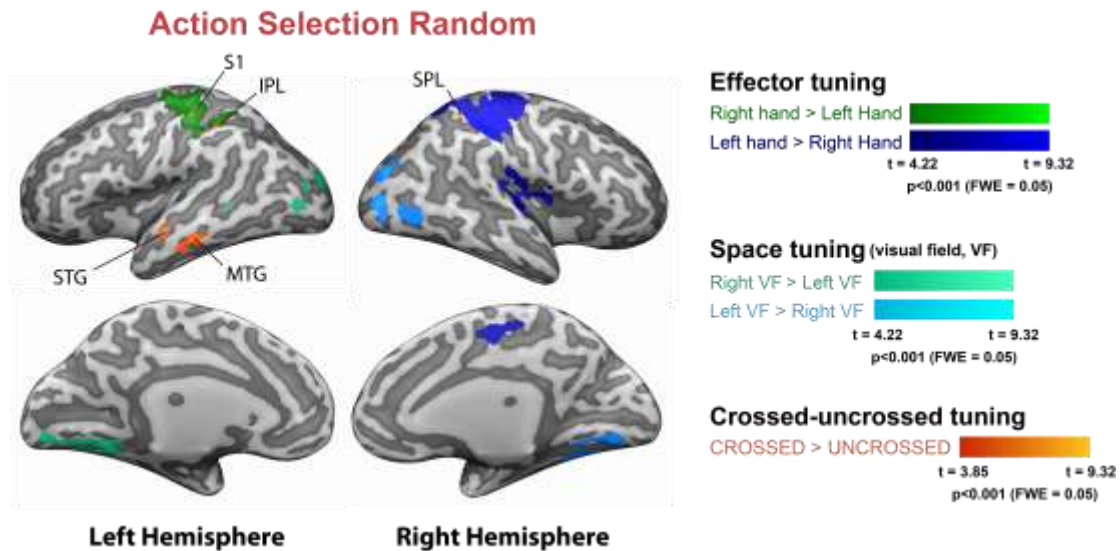 Action Selection Random
S1
IPL
SPL
STG
MTG
Left Hemisphere
Right Hemisphere
Effector tuning
Right hand > Left Hand
Left hand > Right Hand
t = 4.22 t = 9.32
p<0.001 (FWE = 0.05)
Space tuning (visual field, VF)
Right VF > Left VF
Left VF > Right VF
t = 4.22 t = 9.32
p<0.001 (FWE = 0.05)
Crossed-uncrossed tuning
CROSSED > UNCROSSED
t = 3.85 t = 9.32
p<0.001 (FWE = 0.05)